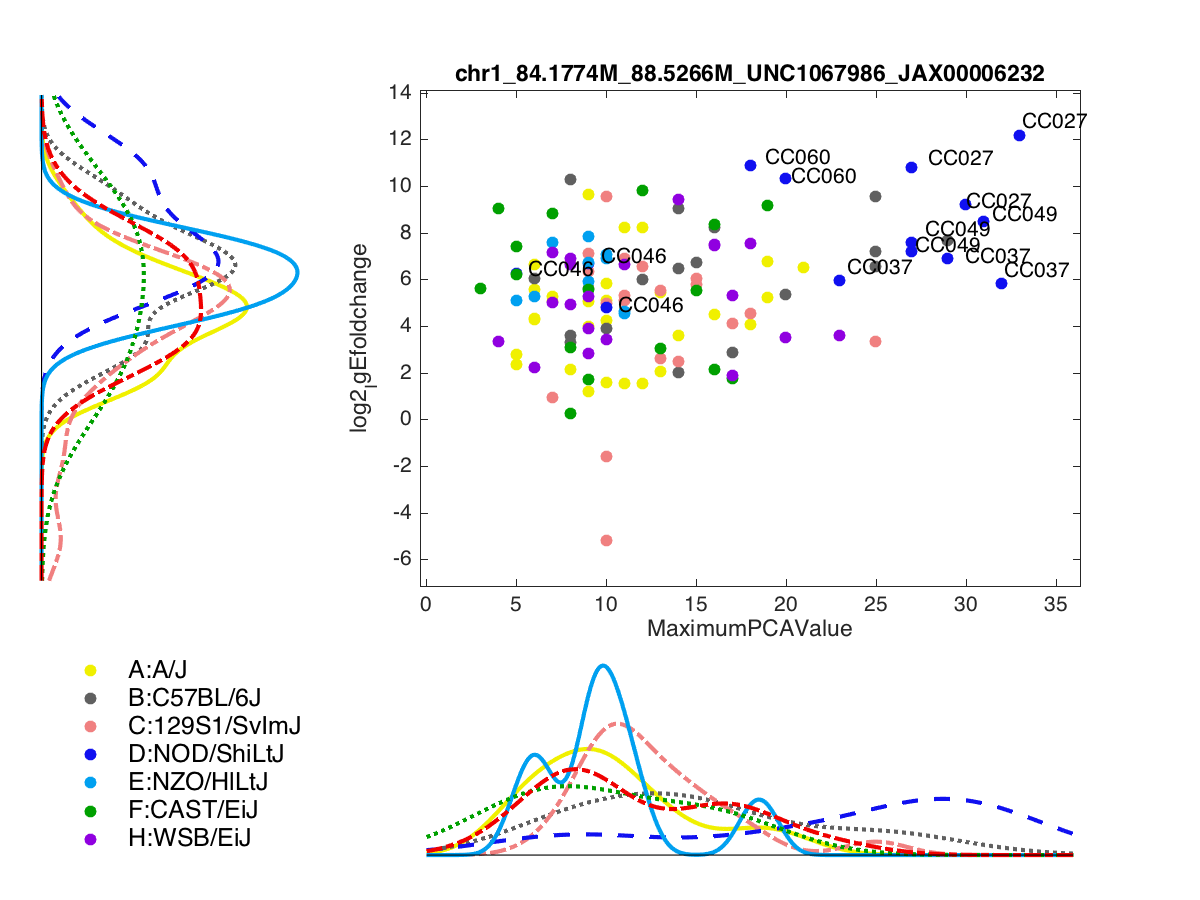 chr1_84.1774M_88.5266M_UNC1067986_JAX00006232
14
12
10
8
6
4
2
0
-2
-4
-6
log2|gEfoldchange
CC027
CC060
CC027
CC060
CC027
CC049
CC049
CC049
CC046
CC037
CC037
CC046
CC037
CC046
0
5
10
15
20
25
30
35
MaximumPCAValue
A:A/J
B:C57BL/6J
C:129S1/SvImJ
D:NOD/ShiLtJ
E:NZO/HlLtJ
F:CAST/EiJ
H:WSB/EiJ